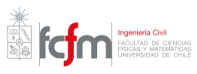 fcfm
Ingeniería Civil
FACULTAD DE CIENCIAS
FÍSICAS Y MATEMÁTICAS
UNIVERSIDAD DE CHILE